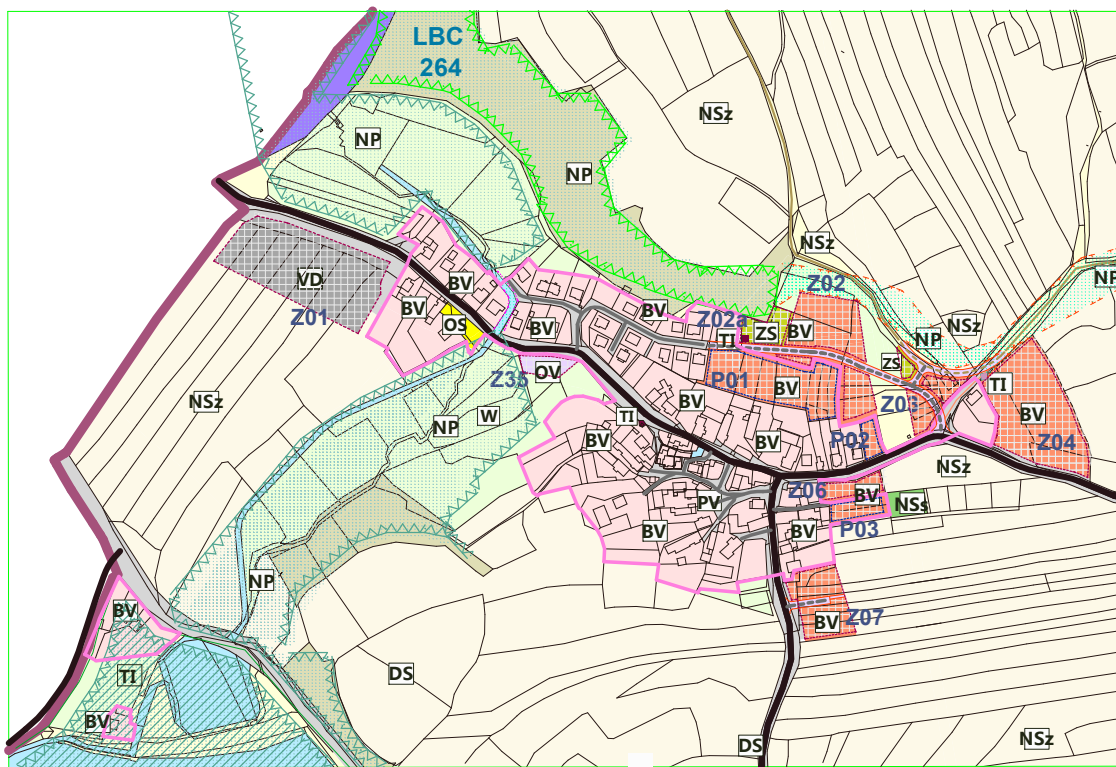 LBC
264
NSz
NP
NP
NSz
Z02
NP
VD
BV
BV
BV
BV
Z01
OS
Z02a
TI
ZS
BV
NSz
NP
ZS
OV
Z35
P01
BV
TI
NSz
BV
Z03
BV
W
TI
NP
BV
BV
P02
Z04
NSz
Z06
BV
NSs
PV
BV
BV
P03
NP
BV
TI
BV
Z07
DS
BV
DS
NSz